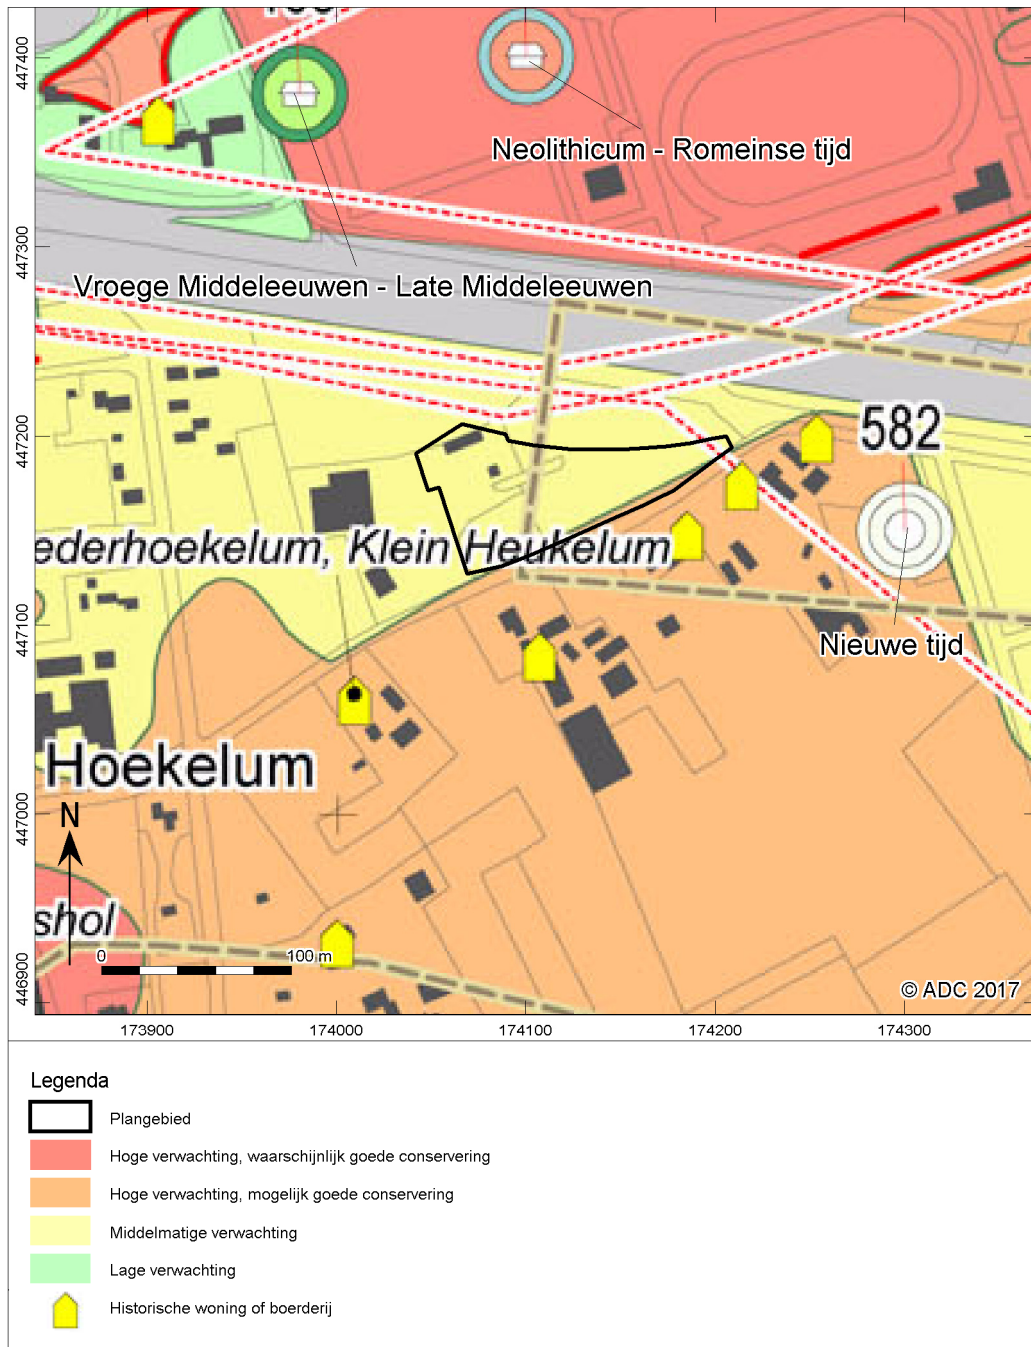 447400
Neolithicum - Romeinse tijd
447300
Vroege Middeleeuwen - Late Middeleeuwen
447200
582
ederhoekelum, Klein Heukelum
447100
Nieuwe tijd
Hoekelum
447000
N
shol
0 100 m
446900
© ADC 2017
173900 174000 174100 174200 174300
Legenda
Plangebied
Hoge verwachting, waarschijnlijk goede conservering
Hoge verwachting, mogelijk goede conservering
Middelmatige verwachting
Lage verwachting
Historische woning of boerderij